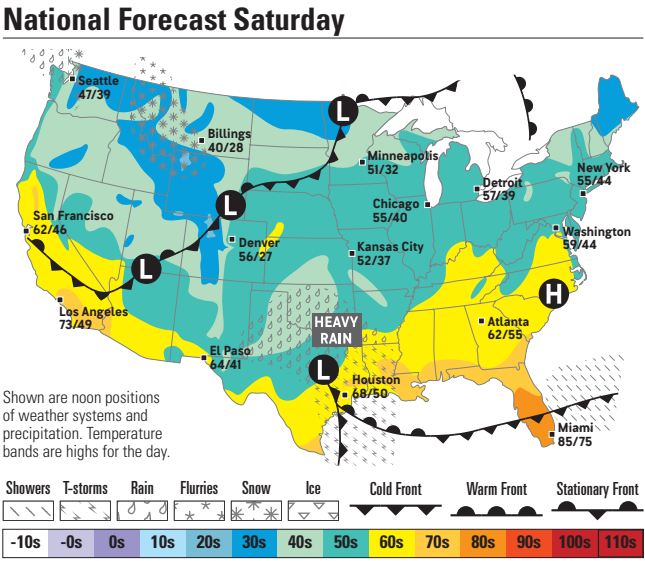 National Forecast Saturday
Seattle
47/39
Billings
40/28
L
Minneapolis
51/32
New York
55/44
Detroit
57/39
Chicago
55/40
L
San Francisco
62/46
Denver
56/27
Kansas City
52/37
Washington
59/44
L
H
Los Angeles
73/49
El Paso
64/41
HEAVY
RAIN
Atlanta
62/55
L
Houston
68/50
Miami
85/75
Shown are noon positions
of weather systems and
precipitation. Temperature
bands are highs for the day.
Showers T-storms Rain Flurries Snow Ice Cold Front Warm Front Stationary Front
-10s -0s 0s 10s 20s 30s 40s 50s 60s 70s 80s 90s 100s 110s